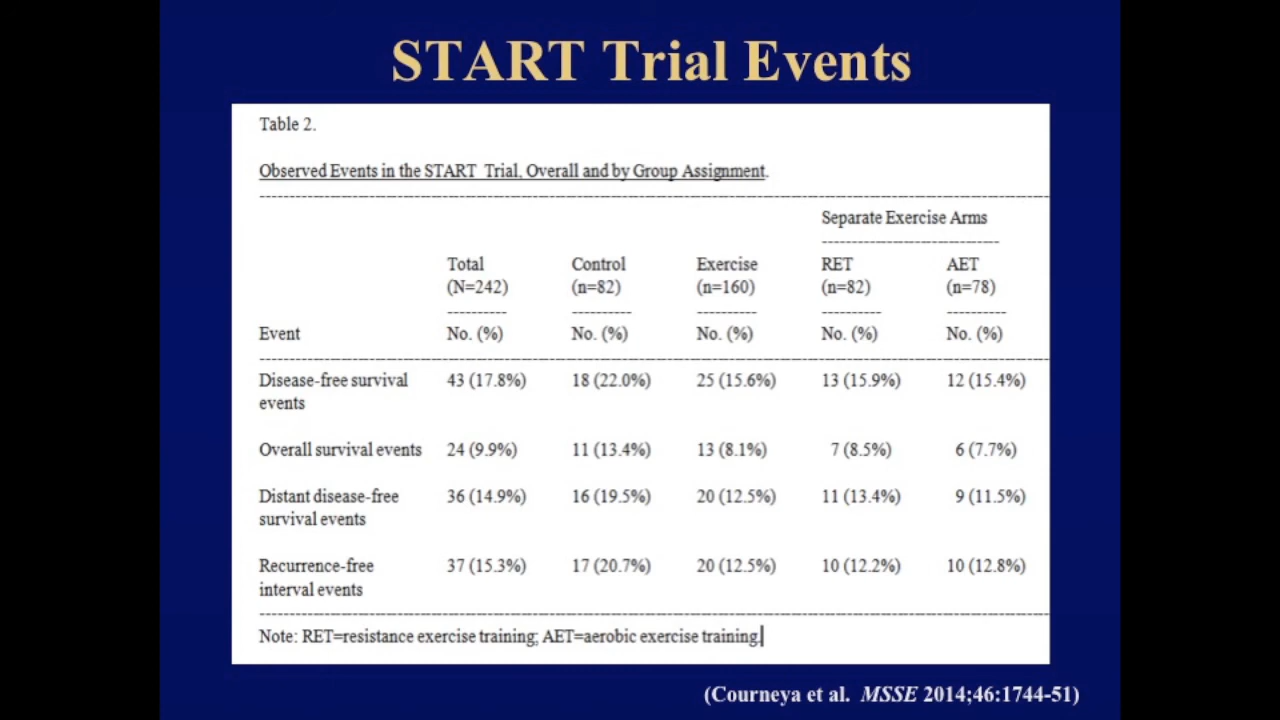 START Trial Events
Table 2.
Observed Events in the START Trial, Overall and by Group Assignment.
Separate Exercise Arms
Total Control Exercise RET AET
(N=242) (n=82) (n=160) (n=82) (n=78)
Event No. (%) No. (%) No. (%) No. (%) No. (%)
Disease-free survival 43 (17.8%) 18 (22.0%) 25 (15.6%) 13 (15.9%) 12 (15.4%)
events
Overall survival events 24 (9.9%) 11 (13.4%) 13 (8.1%) 7 (8.5%) 6 (7.7%)
Distant disease-free 36 (14.9%) 16 (19.5%) 20 (12.5%) 11 (13.4%) 9 (11.5%)
survival events
Recurrence-free 37 (15.3%) 17 (20.7%) 20 (12.5%) 10 (12.2%) 10 (12.8%)
interval events
Note: RET=resistance exercise training; AET=aerobic exercise training.
(Courneya et al. MSSE 2014;46:1744-51)